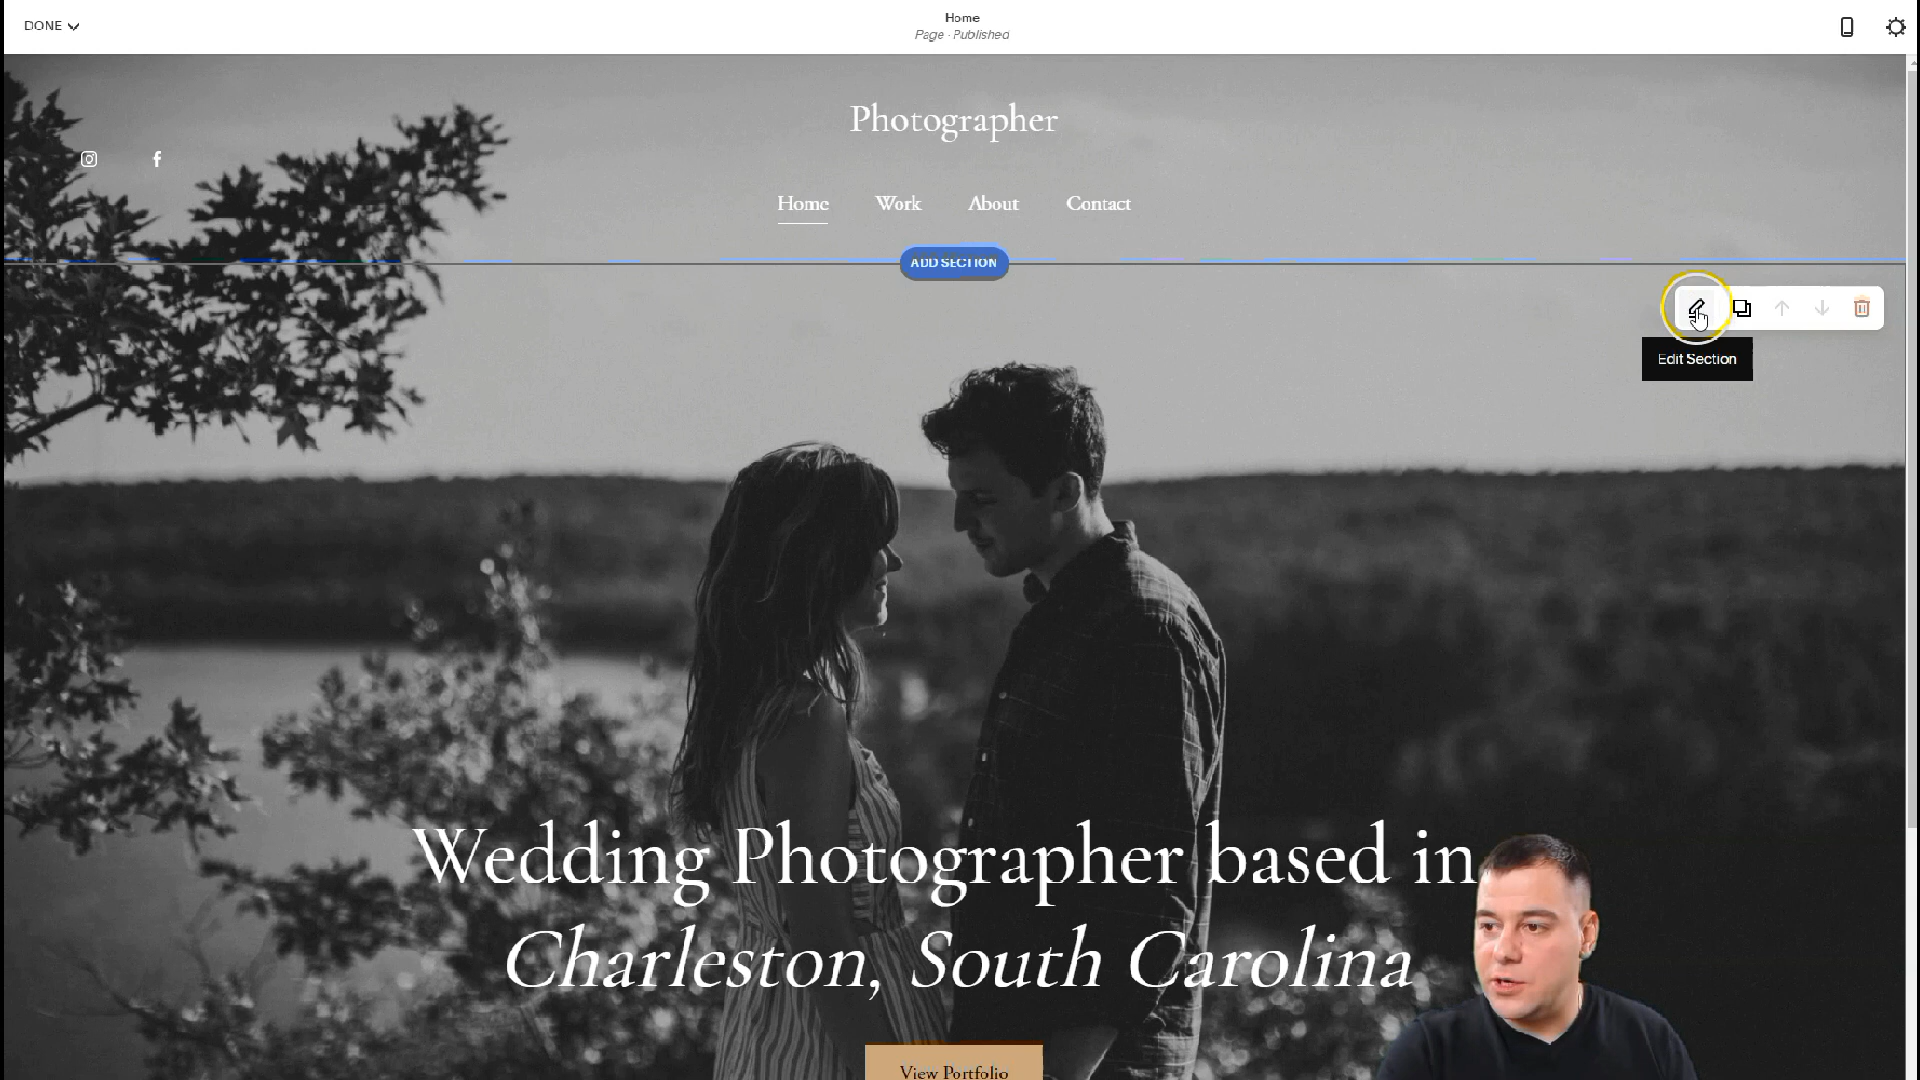 DONE
Home
Page · Published
Photographer
Home Work About Contact
ADD SECTION
Edit Section
Wedding Photographer based in
Charleston, South Carolina
View Portfolio